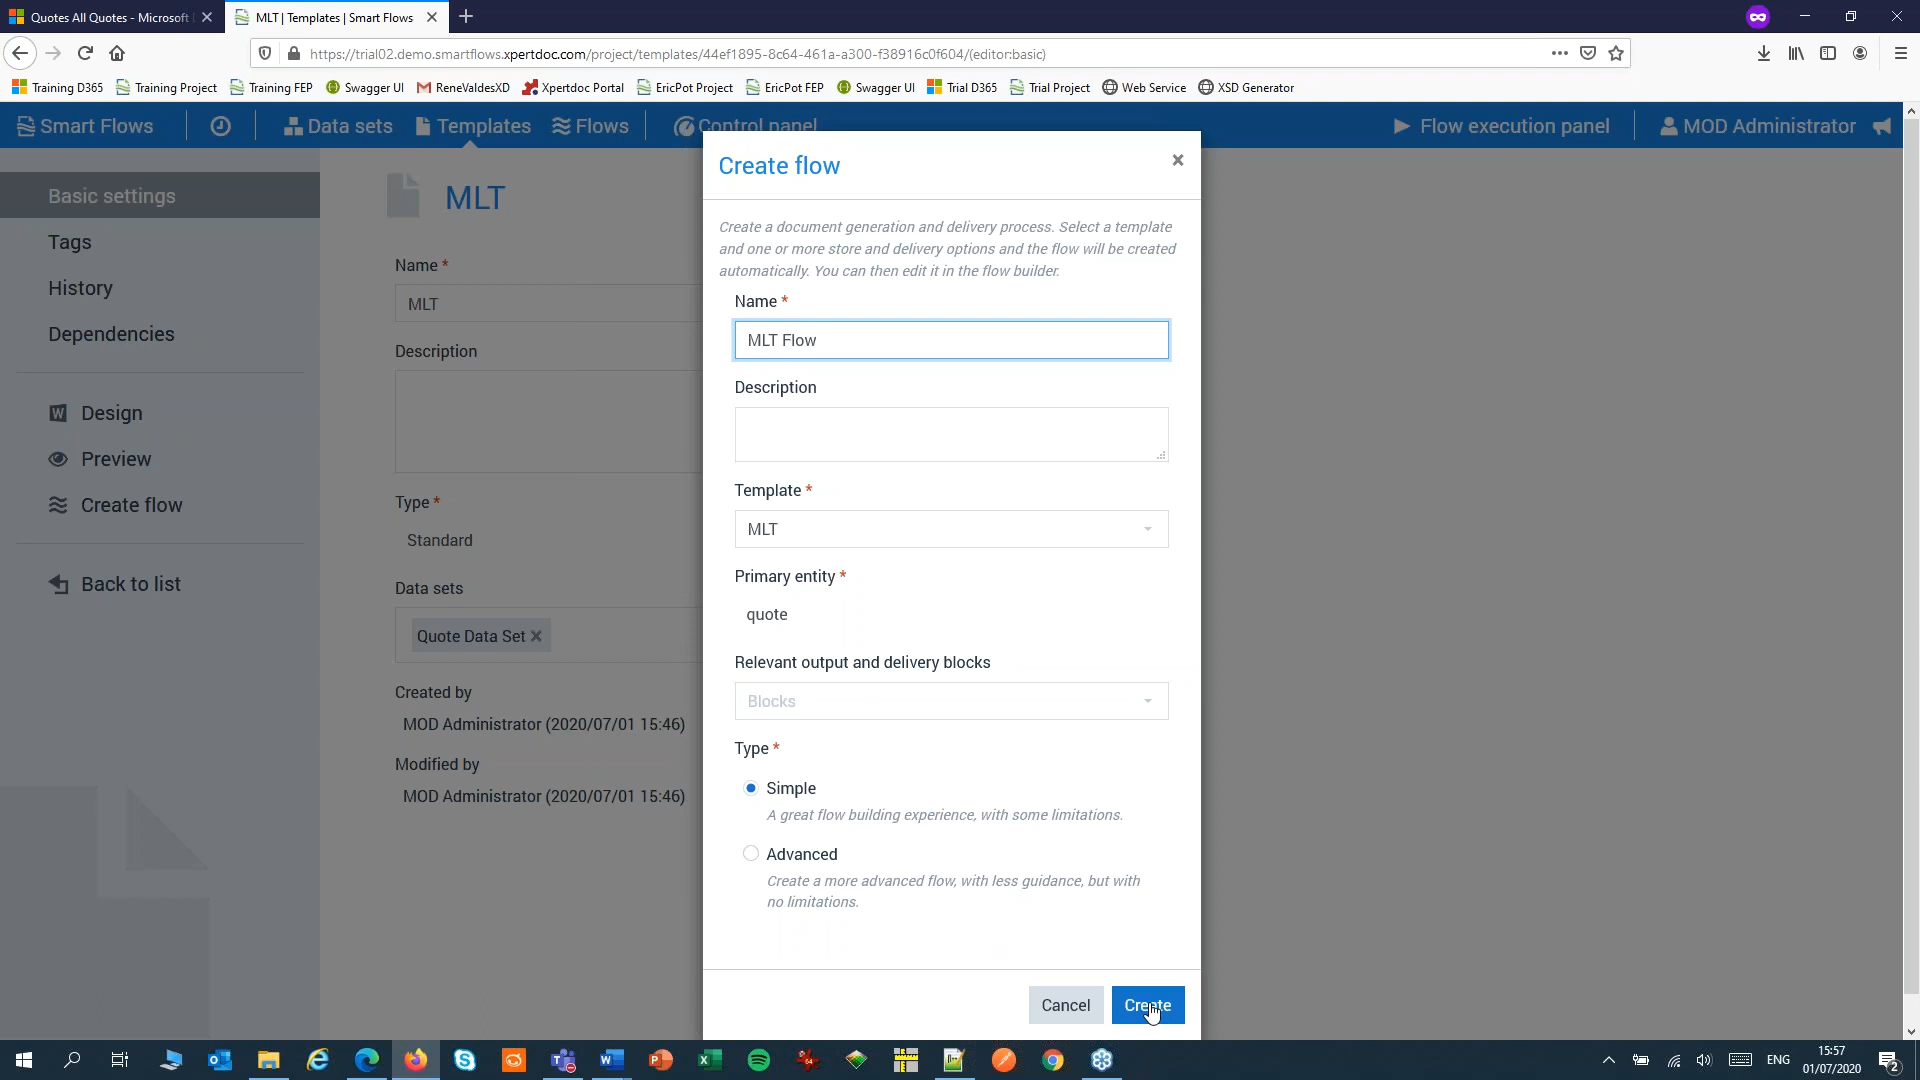 Quotes All Quotes - Microsoft
MLT | Templates | Smart Flows
https://trial02.demo.smartflows.xpertdoc.com/project/templates/44ef1895-8c64-461a-a300-f38916c0f604/(editor:basic)
Training D365 Training Project Training FEP Swagger UI ReneValdesXD Xpertdoc Portal EricPot Project EricPot FEP Swagger UI Trial D365 Trial Project Web Service XSD Generator
Smart Flows Data sets Templates Flows Control panel Flow execution panel MOD Administrator
Basic settings
Tags
History
Dependencies
Design
Preview
Create flow
Back to list
MLT
Name *
MLT
Description
Type *
Standard
Data sets
Quote Data Set
Created by
MOD Administrator (2020/07/01 15:46)
Modified by
MOD Administrator (2020/07/01 15:46)
Create flow
Create a document generation and delivery process. Select a template
and one or more store and delivery options and the flow will be created
automatically. You can then edit it in the flow builder.
Name *
MLT Flow
Description
Template *
MLT
Primary entity *
quote
Relevant output and delivery blocks
Blocks
Type *
Simple
A great flow building experience, with some limitations.
Advanced
Create a more advanced flow, with less guidance, but with
no limitations.
Cancel Create
ENG
15:57
01/07/2020
2